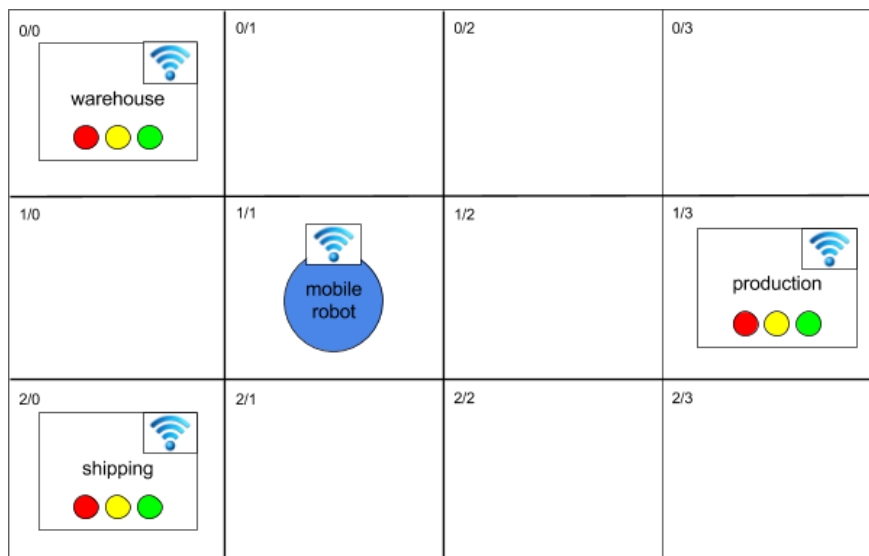 0/0
0/1
0/2
0/3
warehouse
1/0
1/1
1/2
1/3
mobile
robot
production
2/0
2/1
2/2
2/3
shipping